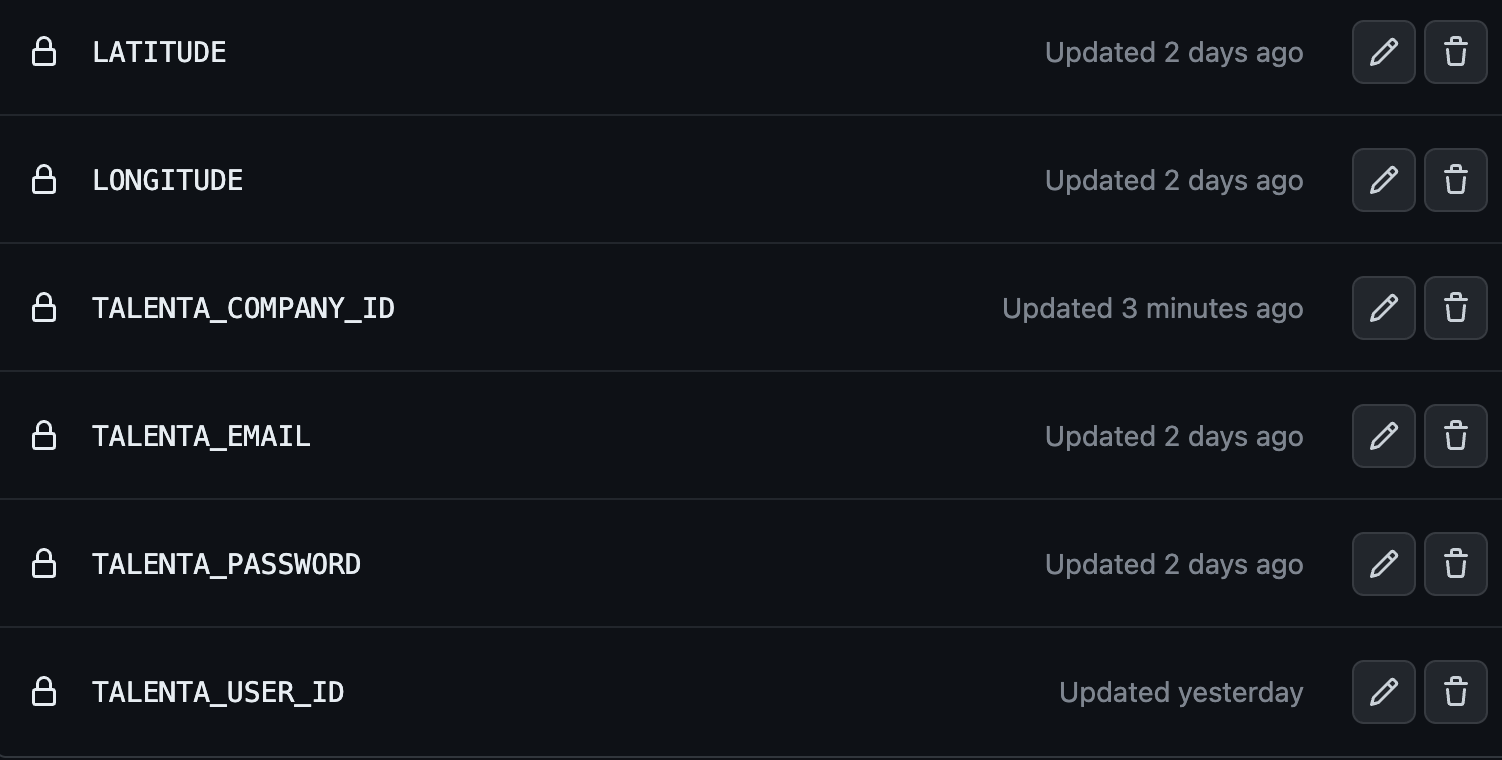 LATITUDE Updated 2 days ago
LONGITUDE Updated 2 days ago
TALENTA_COMPANY_ID Updated 3 minutes ago
TALENTA_EMAIL Updated 2 days ago
TALENTA_PASSWORD Updated 2 days ago
TALENTA_USER_ID Updated yesterday